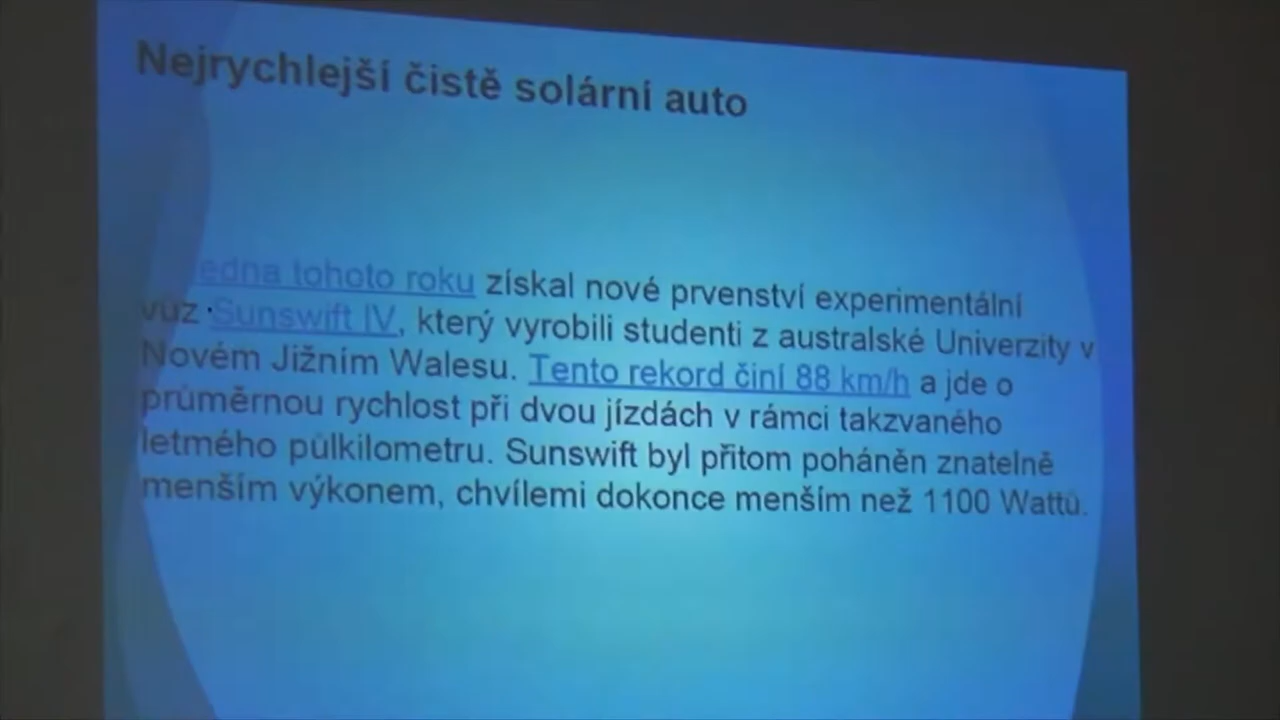 Nejrychlejší čistě solární auto
tohoto roku získal nové prvenství experimentální
vůz Sunswift IV, který vyrobili studenti z australské Univerzity v
Novém Jižním Walesu. Tento rekord činí 88 km/h a jde o
průměrnou rychlost při dvou jízdách v rámci takzvaného
letmého půlkilometru. Sunswift byl přitom poháněn znatelně
menším výkonem, chvílemi dokonce menším než 1100 Wattů.